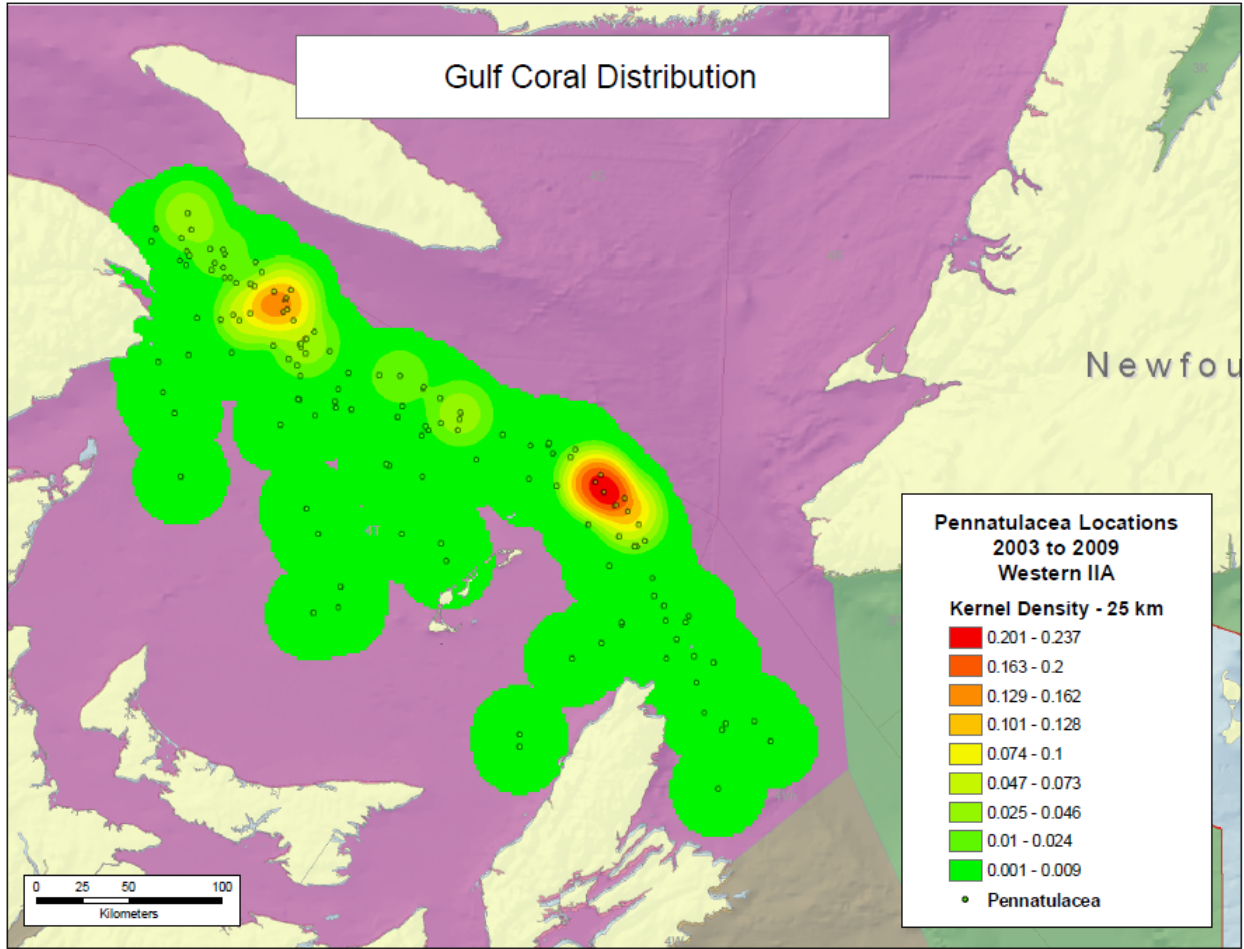 Gulf Coral Distribution
3K
Newfou
4T
Pennatulacea Locations
2003 to 2009
Western IIA
Kernel Density - 25 km
0.201 - 0.237
0.163 - 0.2
0.129 - 0.162
0.101 - 0.128
0.074 - 0.1
0.047 - 0.073
0.025 - 0.046
0.01 - 0.024
0.001 - 0.009
Pennatulacea
0 25 50 100
Kilometers
4W